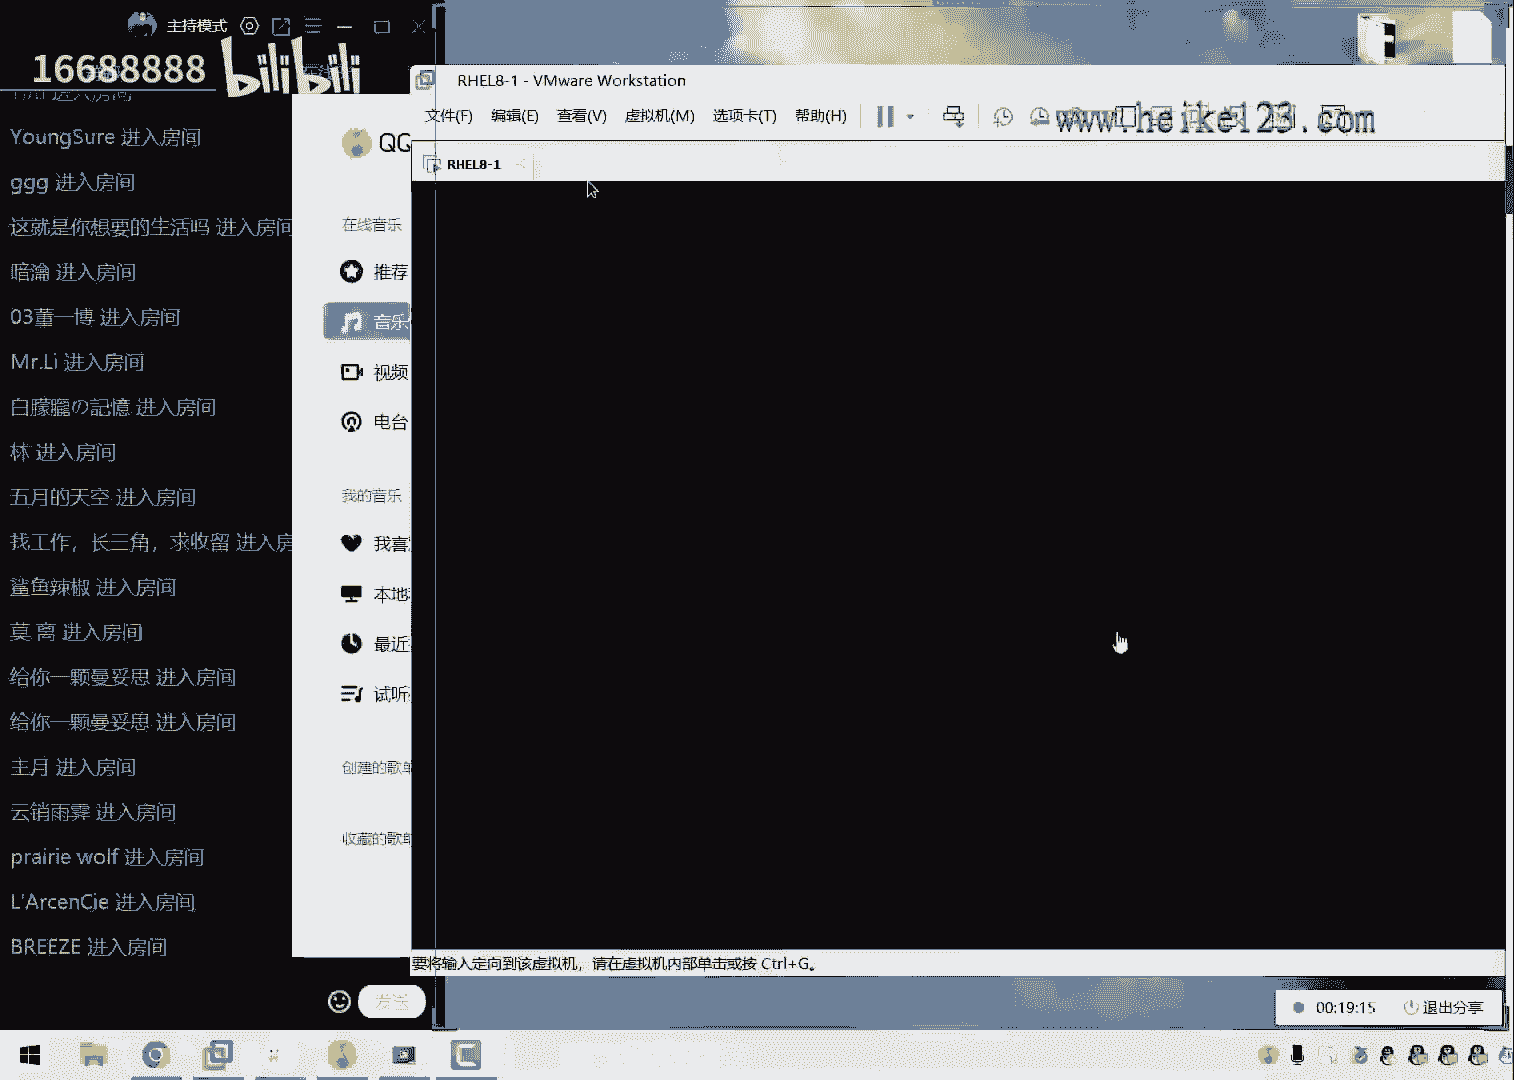 主持模式
16688888 bilibili
进入房间
YoungSure 进入房间
ggg 进入房间
这就是你想要的生活吗 进入房间
暗瀹 进入房间
03董一博 进入房间
Mr.Li 进入房间
白朦朧の記憶 进入房间
林 进入房间
五月的天空 进入房间
找工作，长三角，求收留 进入房
鲨鱼辣椒 进入房间
莫 离 进入房间
给你一颗曼妥思 进入房间
给你一颗曼妥思 进入房间
主月 进入房间
云销雨霁 进入房间
prairie wolf 进入房间
L'ArcenCie 进入房间
BREEZE 进入房间
发送
QQ
在线音乐
推荐
音乐
视频
电台
我的音乐
我喜
本地
最近
试听
创建的歌单
收藏的歌单
RHEL8-1 - VMware Workstation
文件(F) 编辑(E) 查看(V) 虚拟机(M) 选项卡(T) 帮助(H)
www.heike123.com
RHEL8-1
要将输入定向到该虚拟机，请在虚拟机内部单击或按 Ctrl+G。
00:19:15 退出分享